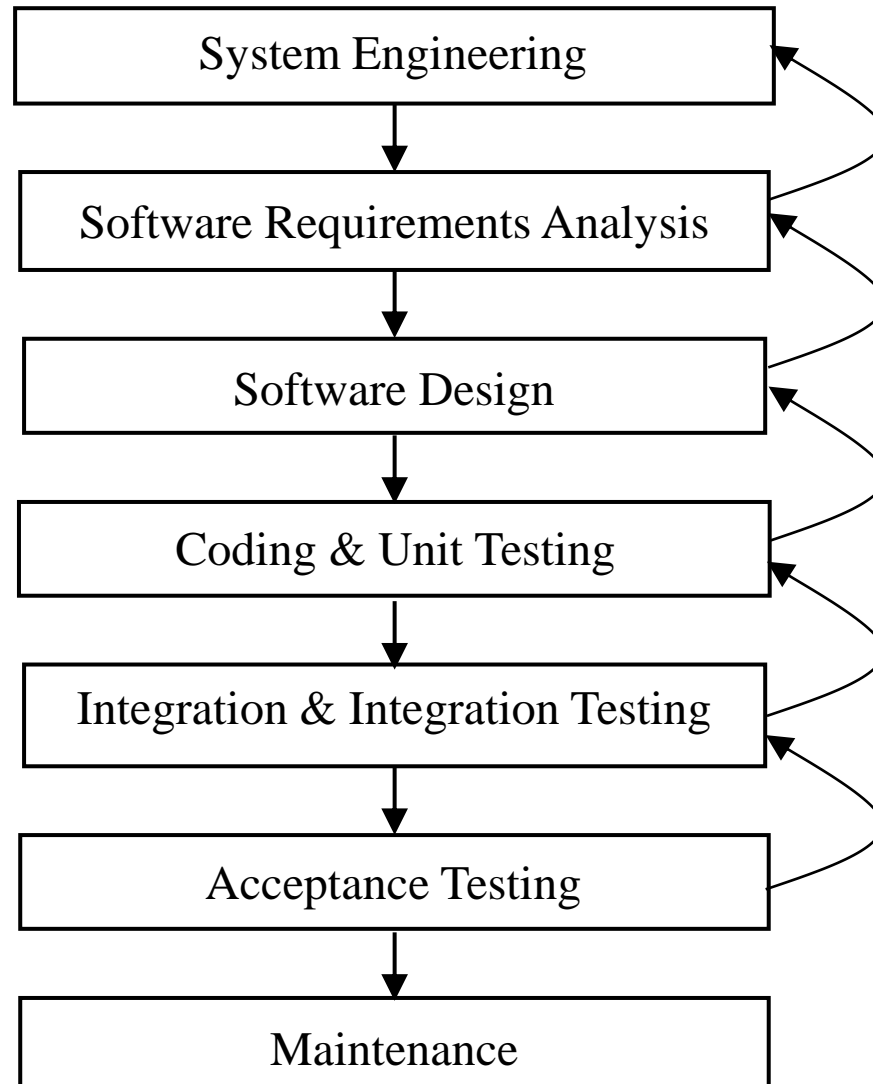 System Engineering
Software Requirements Analysis
Software Design
Coding & Unit Testing
Integration & Integration Testing
Acceptance Testing
Maintenance